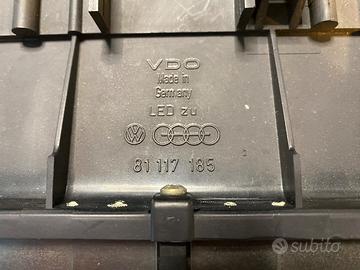 VDO
Made in
Germany
LED zu
81 117 185
subito